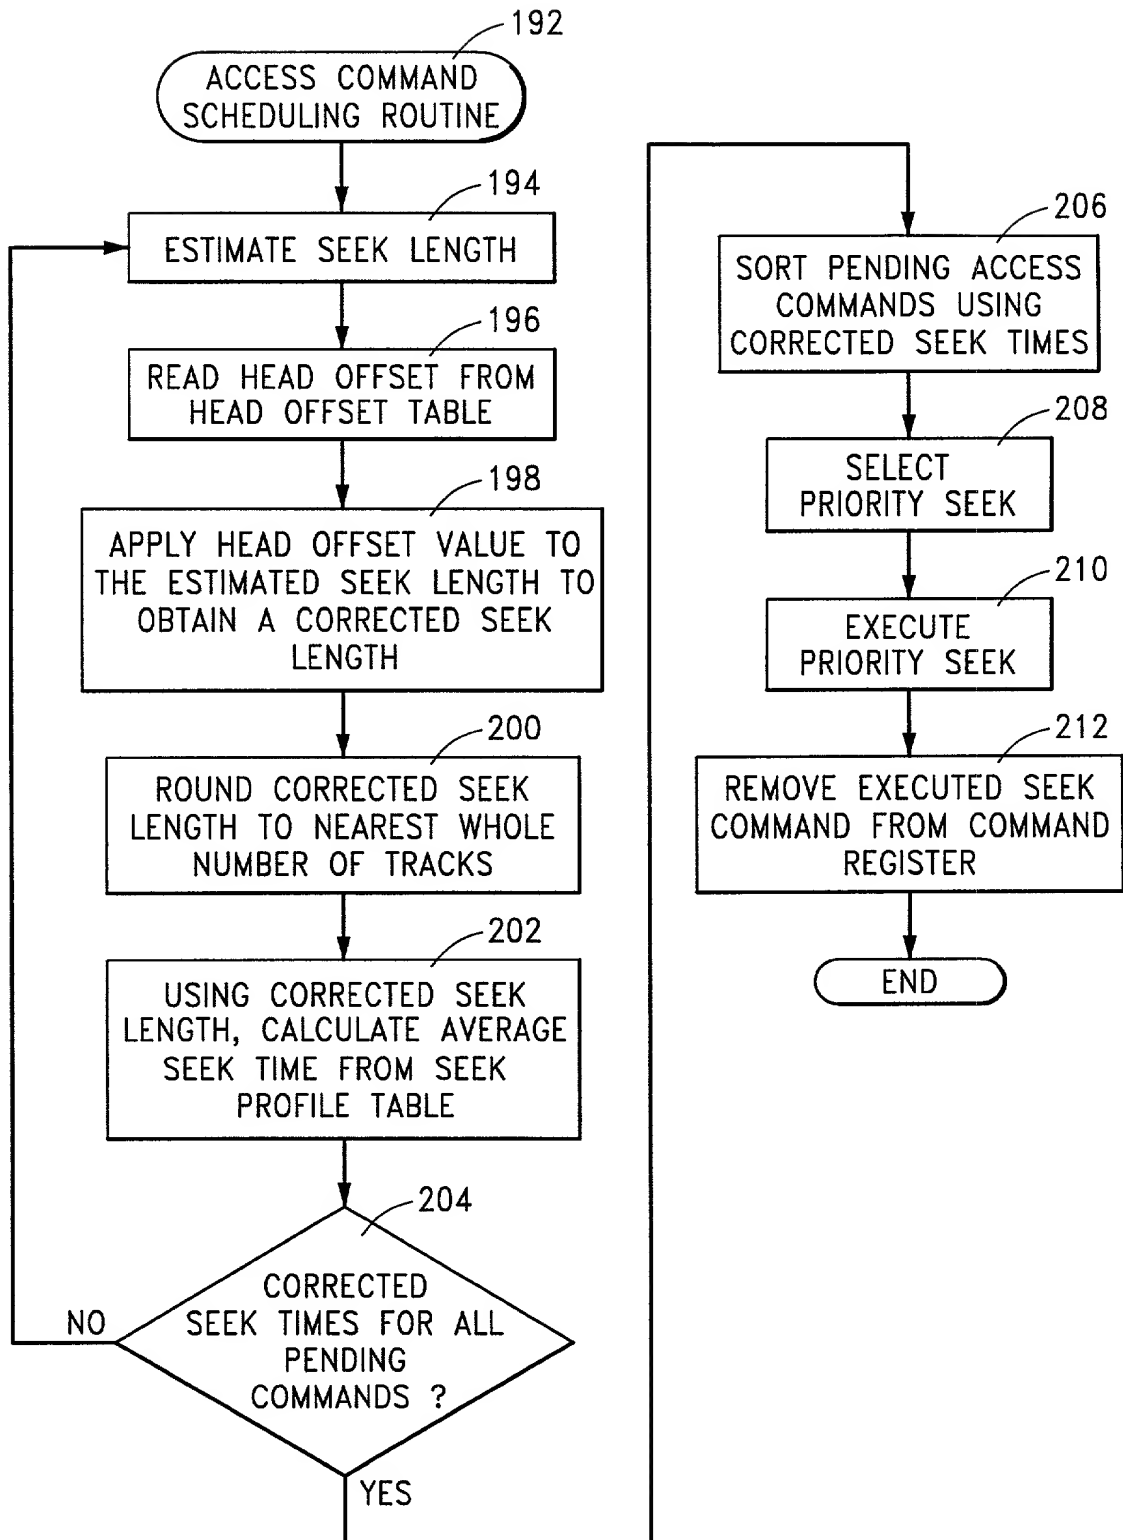 192
ACCESS COMMAND
SCHEDULING ROUTINE
194
ESTIMATE SEEK LENGTH
196
READ HEAD OFFSET FROM
HEAD OFFSET TABLE
198
APPLY HEAD OFFSET VALUE TO
THE ESTIMATED SEEK LENGTH TO
OBTAIN A CORRECTED SEEK
LENGTH
200
ROUND CORRECTED SEEK
LENGTH TO NEAREST WHOLE
NUMBER OF TRACKS
202
USING CORRECTED SEEK
LENGTH, CALCULATE AVERAGE
SEEK TIME FROM SEEK
PROFILE TABLE
204
CORRECTED
SEEK TIMES FOR ALL
PENDING
COMMANDS ?
NO
YES
206
SORT PENDING ACCESS
COMMANDS USING
CORRECTED SEEK TIMES
208
SELECT
PRIORITY SEEK
210
EXECUTE
PRIORITY SEEK
212
REMOVE EXECUTED SEEK
COMMAND FROM COMMAND
REGISTER
END